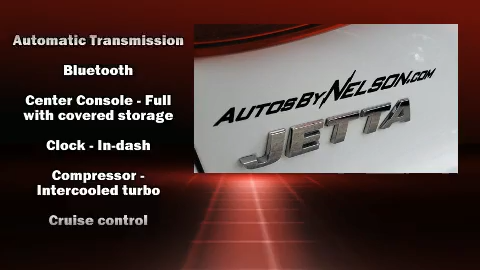 Automatic Transmission
Bluetooth
Center Console - Full
with covered storage
Clock - In-dash
Compressor -
Intercooled turbo
Cruise control
AUTOSBYNELSON.COM
JETTA